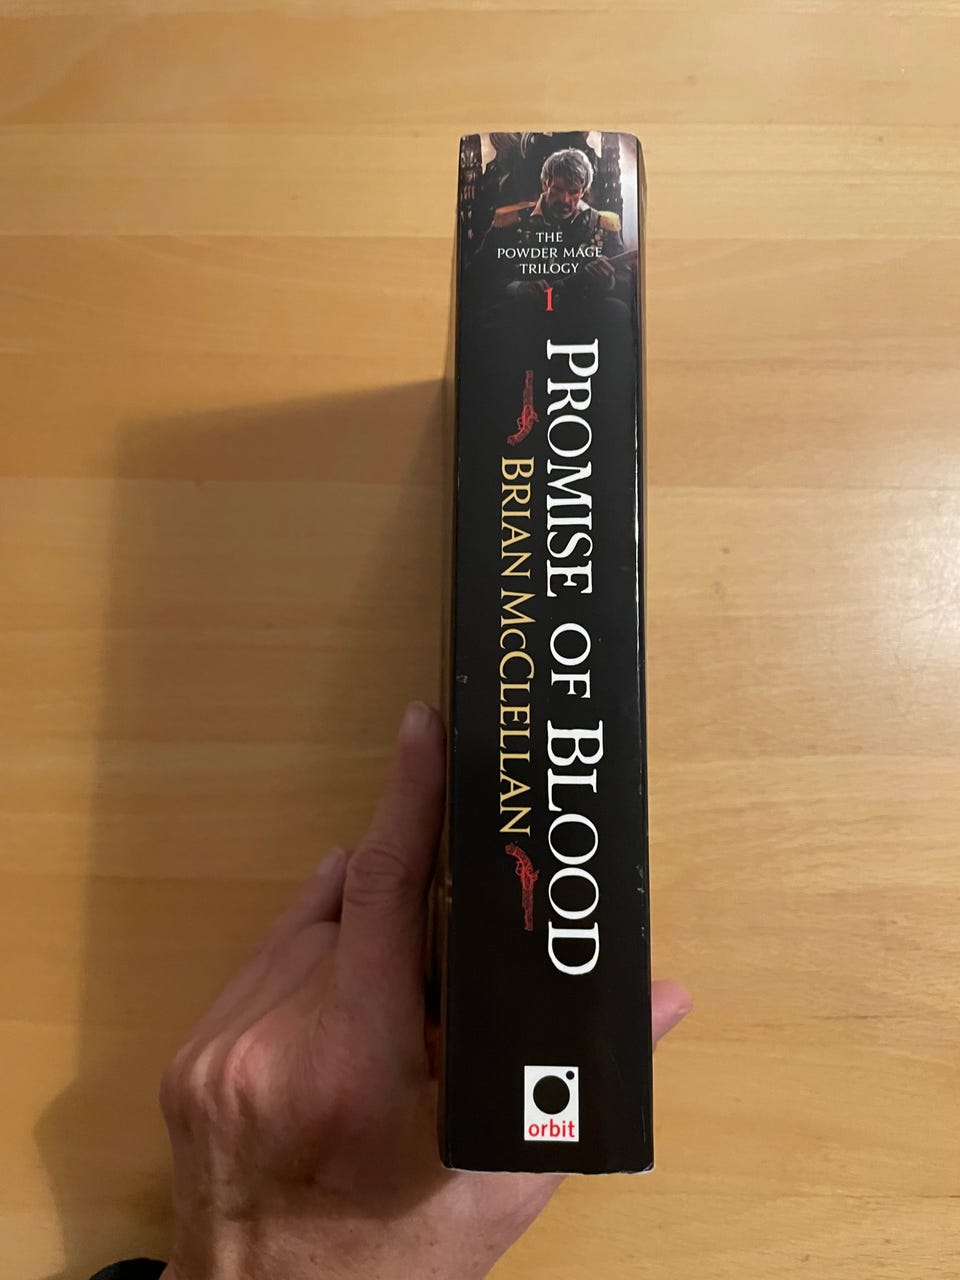 THE
POWDER MAGE
TRILOGY
1
PROMISE OF BLOOD
BRIAN MCCLELLAN
orbit